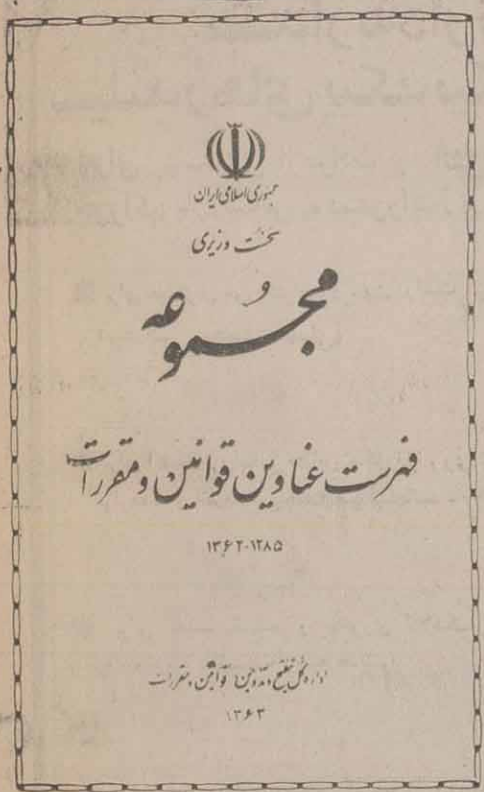 جمهوری اسلامی ایران
نخست وزیری
مجموعه
فهرست عناوین قوانین و مقررات
۱۳۶۲-۱۲۸۵
اداره کل تنقیح و تدوین قوانین و مقررات
۱۳۶۳